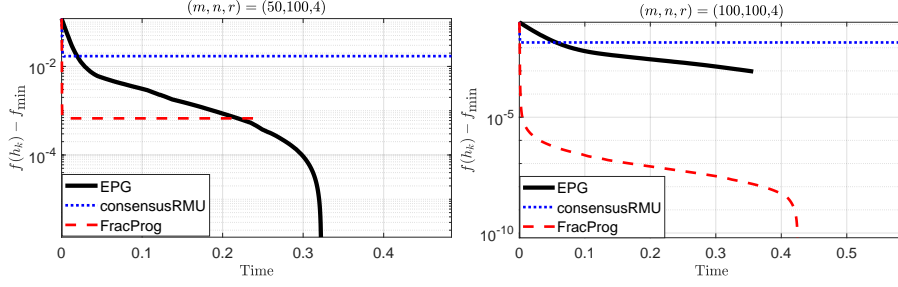 (m, n, r) = (50,100,4)
f(h_k) − f_min
10^-2
10^-4
EPG
consensusRMU
FracProg
0
0.1
0.2
0.3
0.4
Time
(m, n, r) = (100,100,4)
f(h_k) − f_min
10^-5
10^-10
EPG
consensusRMU
FracProg
0
0.1
0.2
0.3
0.4
0.5
Time